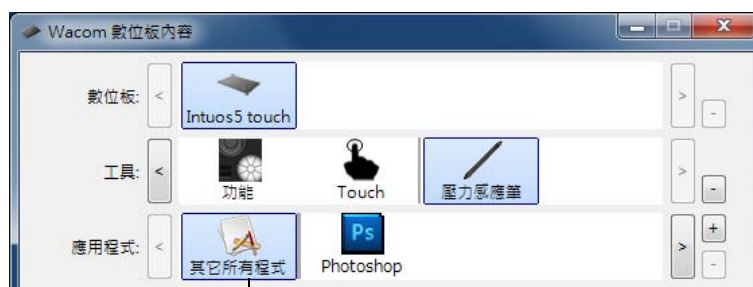 Wacom 數位板內容
數位板:
Intuos5 touch
工具:
功能
Touch
壓力感應筆
應用程式:
其它所有程式
Ps
Photoshop